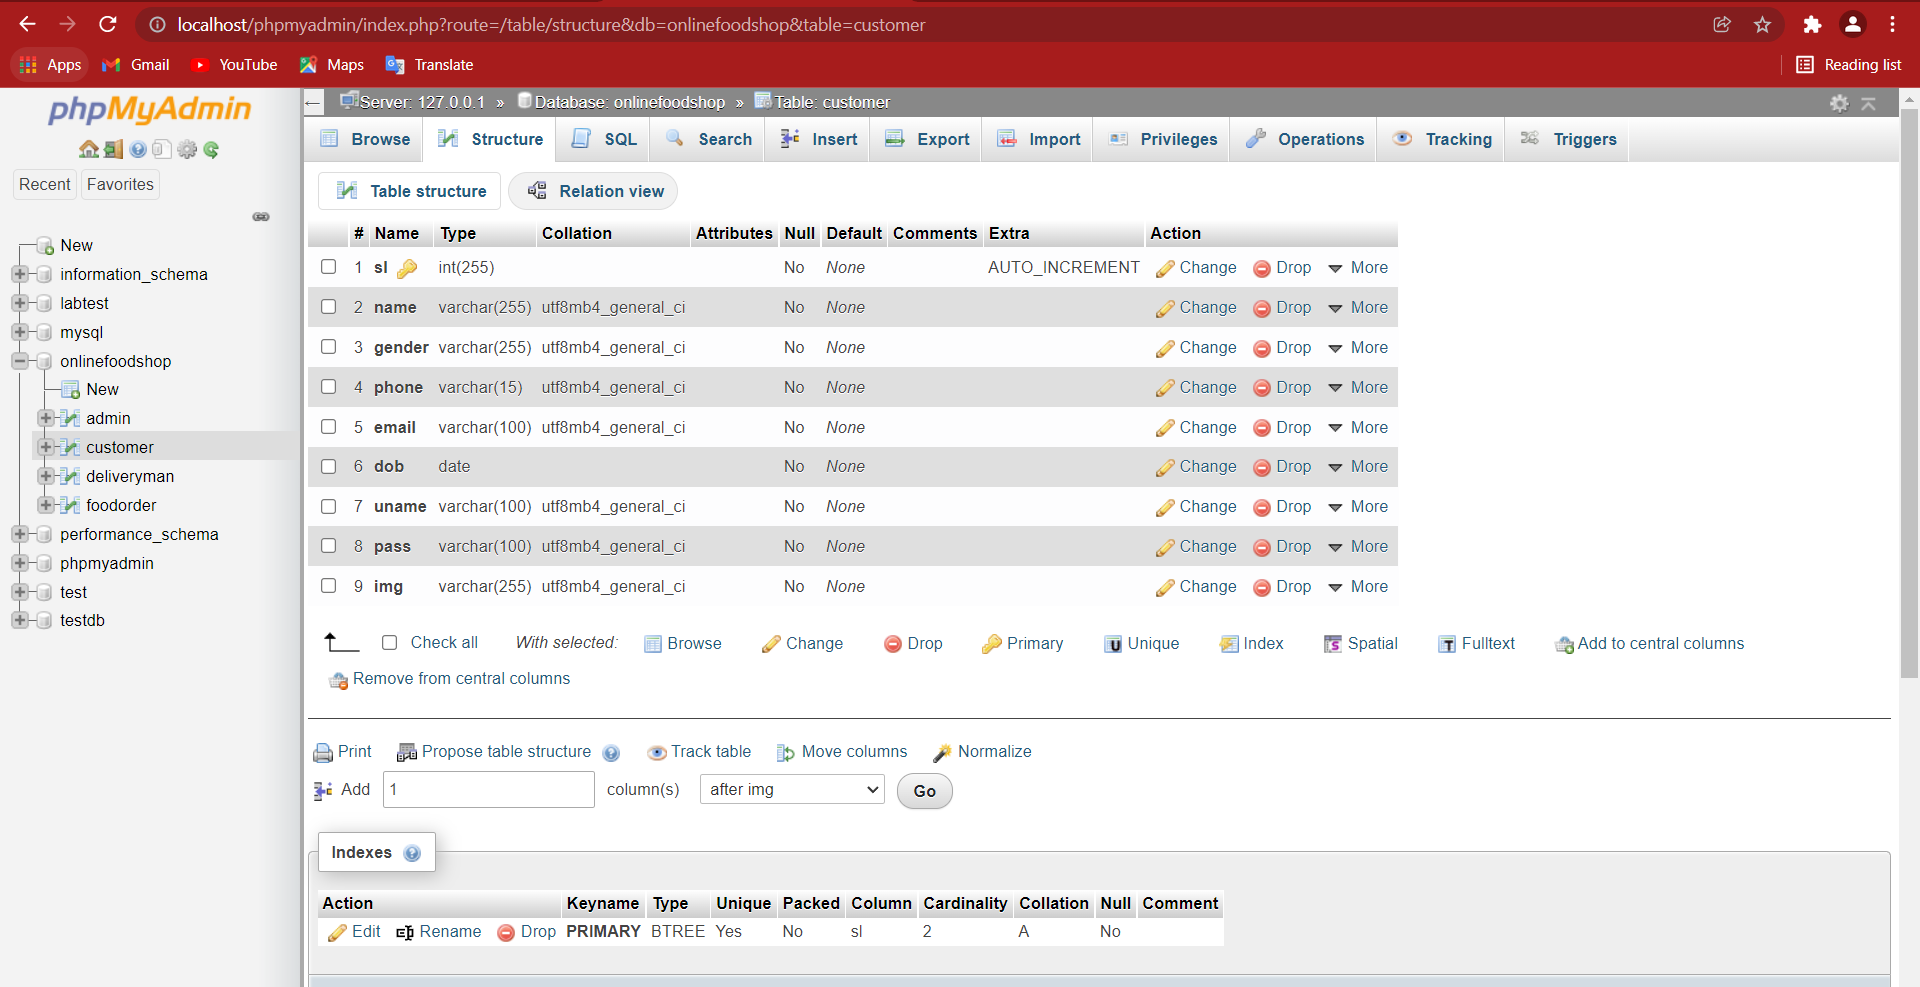 localhost/phpmyadmin/index.php?route=/table/structure&db=onlinefoodshop&table=customer
Apps Gmail YouTube Maps Translate Reading list
phpMyAdmin
Recent Favorites
New
information_schema
labtest
mysql
onlinefoodshop
New
admin
customer
deliveryman
foodorder
performance_schema
phpmyadmin
test
testdb
Server: 127.0.0.1 » Database: onlinefoodshop » Table: customer
Browse Structure SQL Search Insert Export Import Privileges Operations Tracking Triggers
Table structure Relation view
# Name Type Collation Attributes Null Default Comments Extra Action
1 sl int(255) No None AUTO_INCREMENT Change Drop More
2 name varchar(255) utf8mb4_general_ci No None Change Drop More
3 gender varchar(255) utf8mb4_general_ci No None Change Drop More
4 phone varchar(15) utf8mb4_general_ci No None Change Drop More
5 email varchar(100) utf8mb4_general_ci No None Change Drop More
6 dob date No None Change Drop More
7 uname varchar(100) utf8mb4_general_ci No None Change Drop More
8 pass varchar(100) utf8mb4_general_ci No None Change Drop More
9 img varchar(255) utf8mb4_general_ci No None Change Drop More
Check all With selected: Browse Change Drop Primary Unique Index Spatial Fulltext Add to central columns
Remove from central columns
Print Propose table structure Track table Move columns Normalize
Add 1 column(s) after img Go
Indexes
Action Keyname Type Unique Packed Column Cardinality Collation Null Comment
Edit Rename Drop PRIMARY BTREE Yes No sl 2 A No